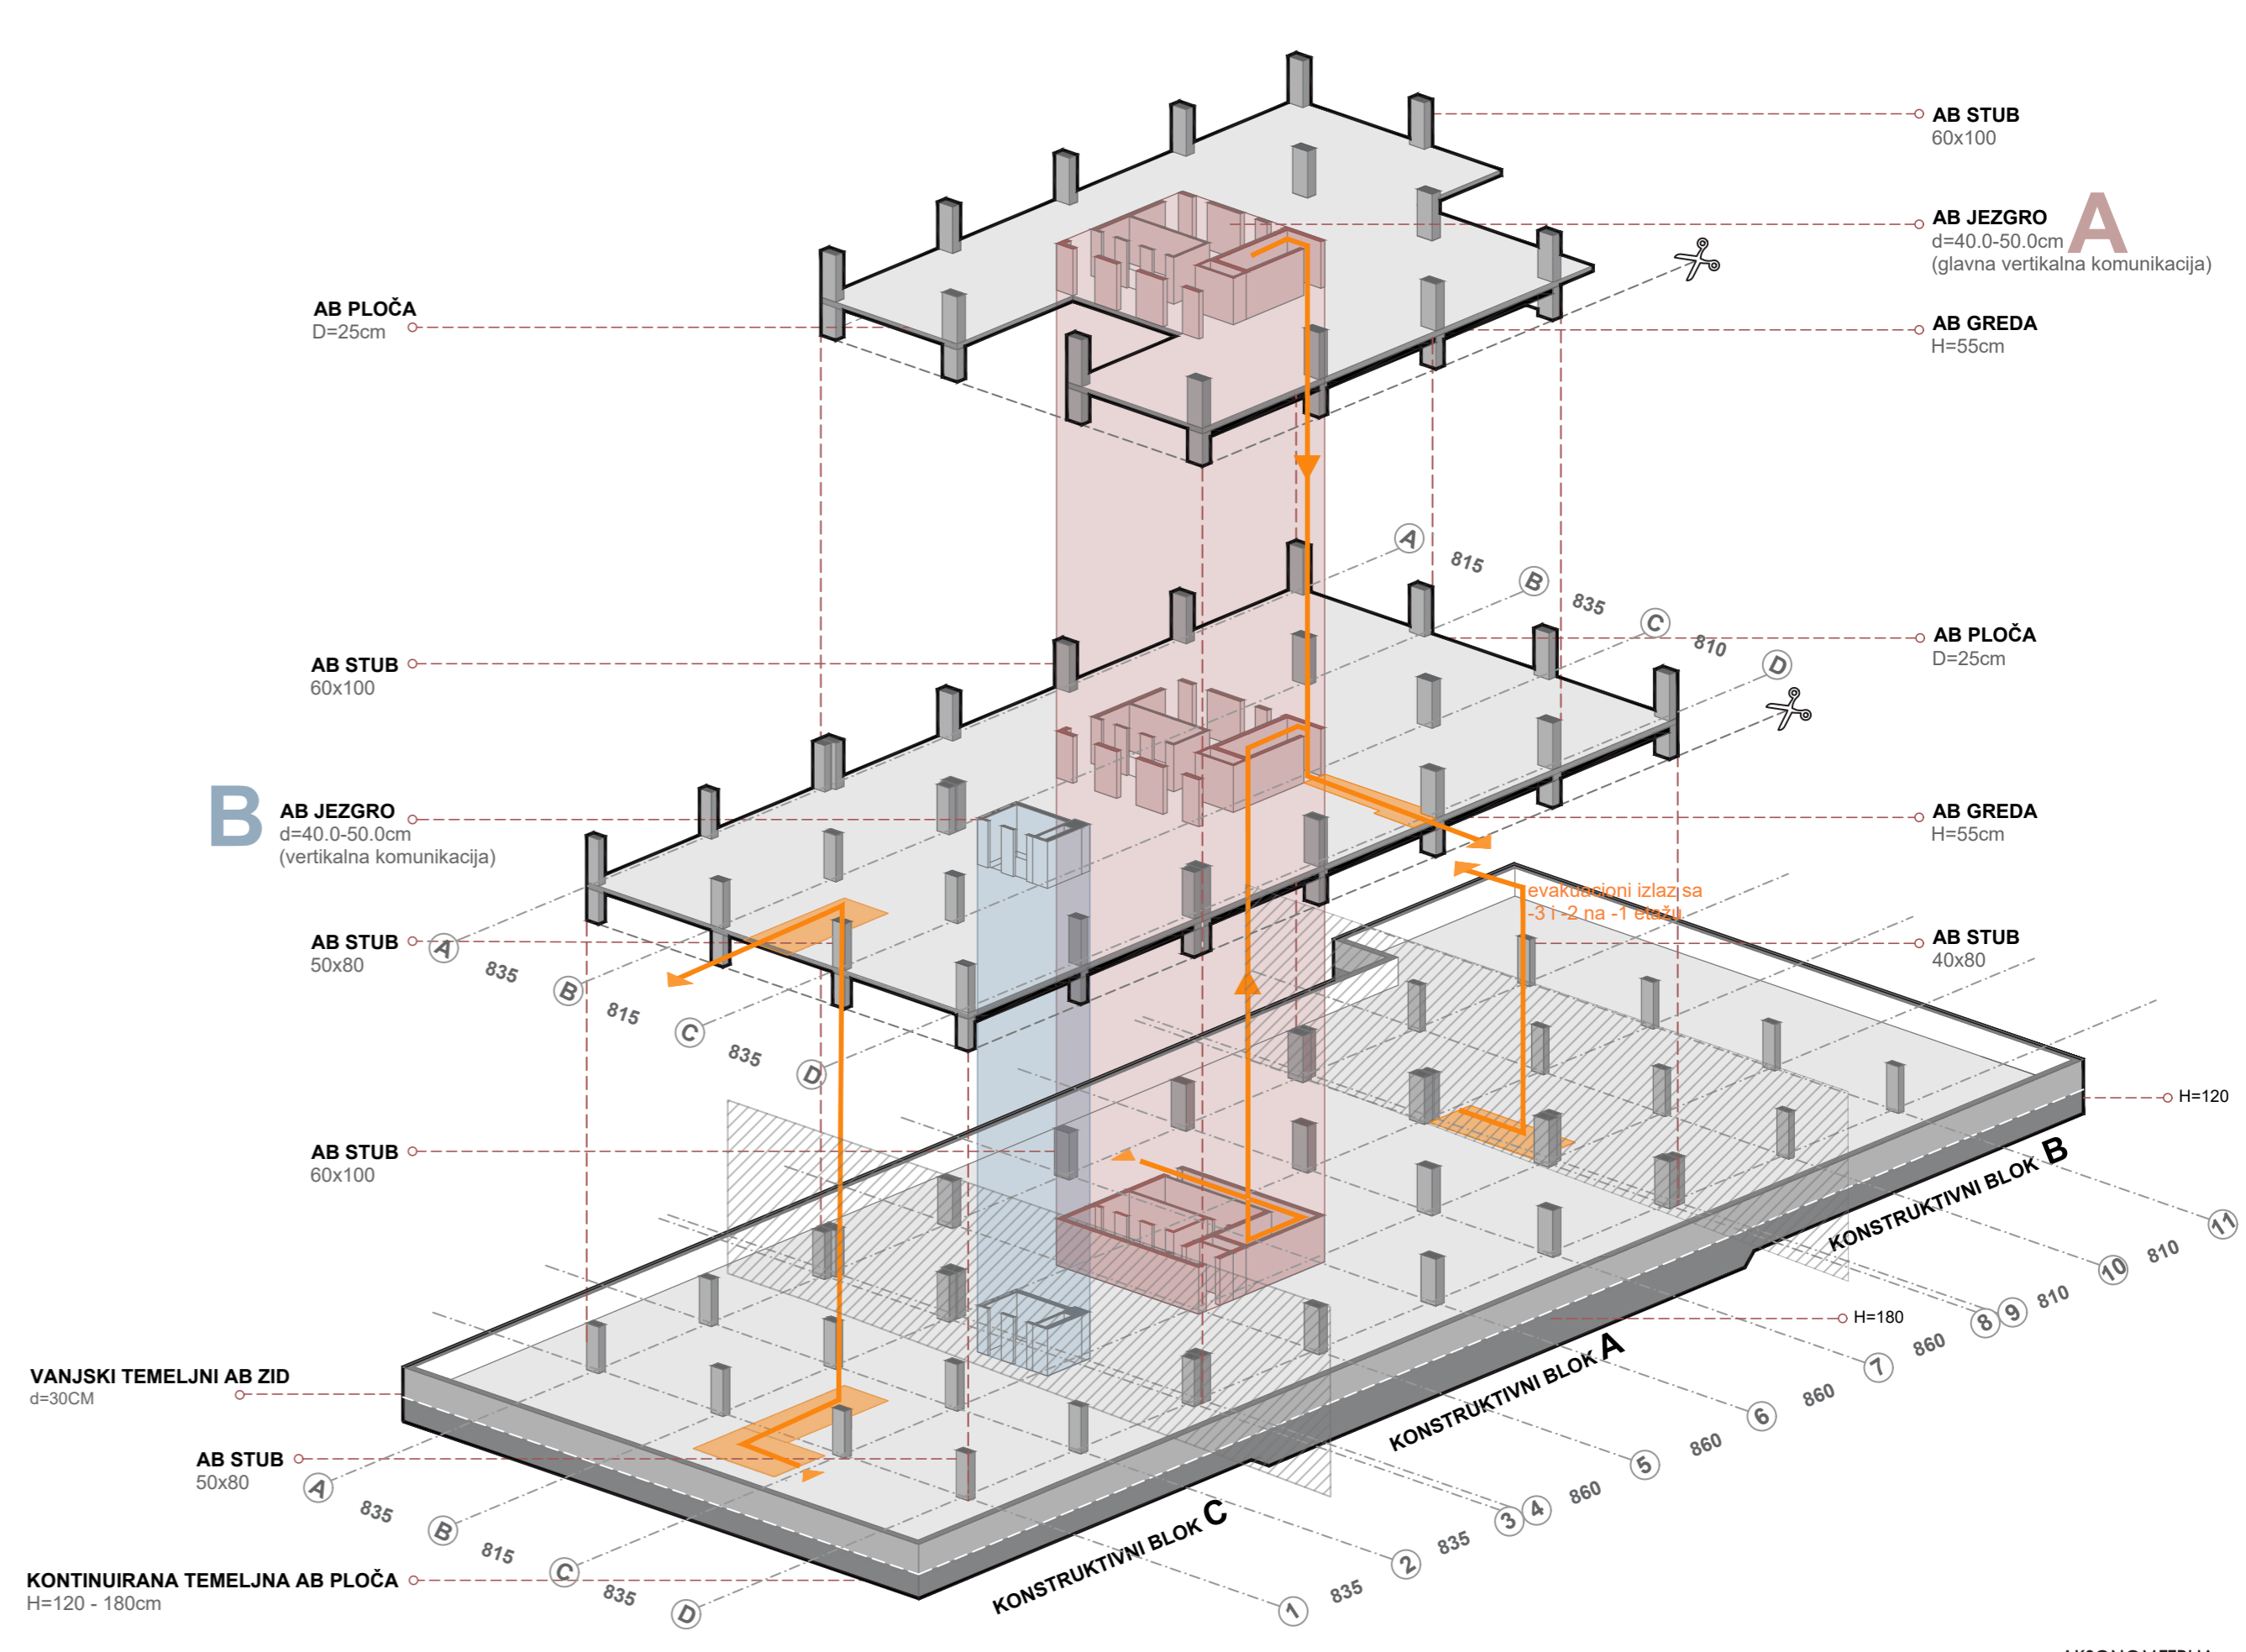 AB STUB
60x100
AB JEZGRO
d=40.0-50.0cm
(glavna vertikalna komunikacija)
A
AB PLOČA
D=25cm
AB GREDA
H=55cm
A
815
B
835
C
810
D
AB STUB
60x100
AB PLOČA
D=25cm
B
AB JEZGRO
d=40.0-50.0cm
(vertikalna komunikacija)
AB GREDA
H=55cm
evakuacioni izlaz sa
-3 i -2 na -1 etažu
AB STUB
50x80
AB STUB
40x80
A
835
B
815
C
835
D
H=120
AB STUB
60x100
KONSTRUKTIVNI BLOK B
H=180
KONSTRUKTIVNI BLOK A
VANJSKI TEMELJNI AB ZID
d=30CM
AB STUB
50x80
KONSTRUKTIVNI BLOK C
KONTINUIRANA TEMELJNA AB PLOČA
H=120 - 180cm
A
835
B
815
C
835
D
1
835
2
835
3
4
860
5
860
6
860
7
860
8
9
810
10
810
11